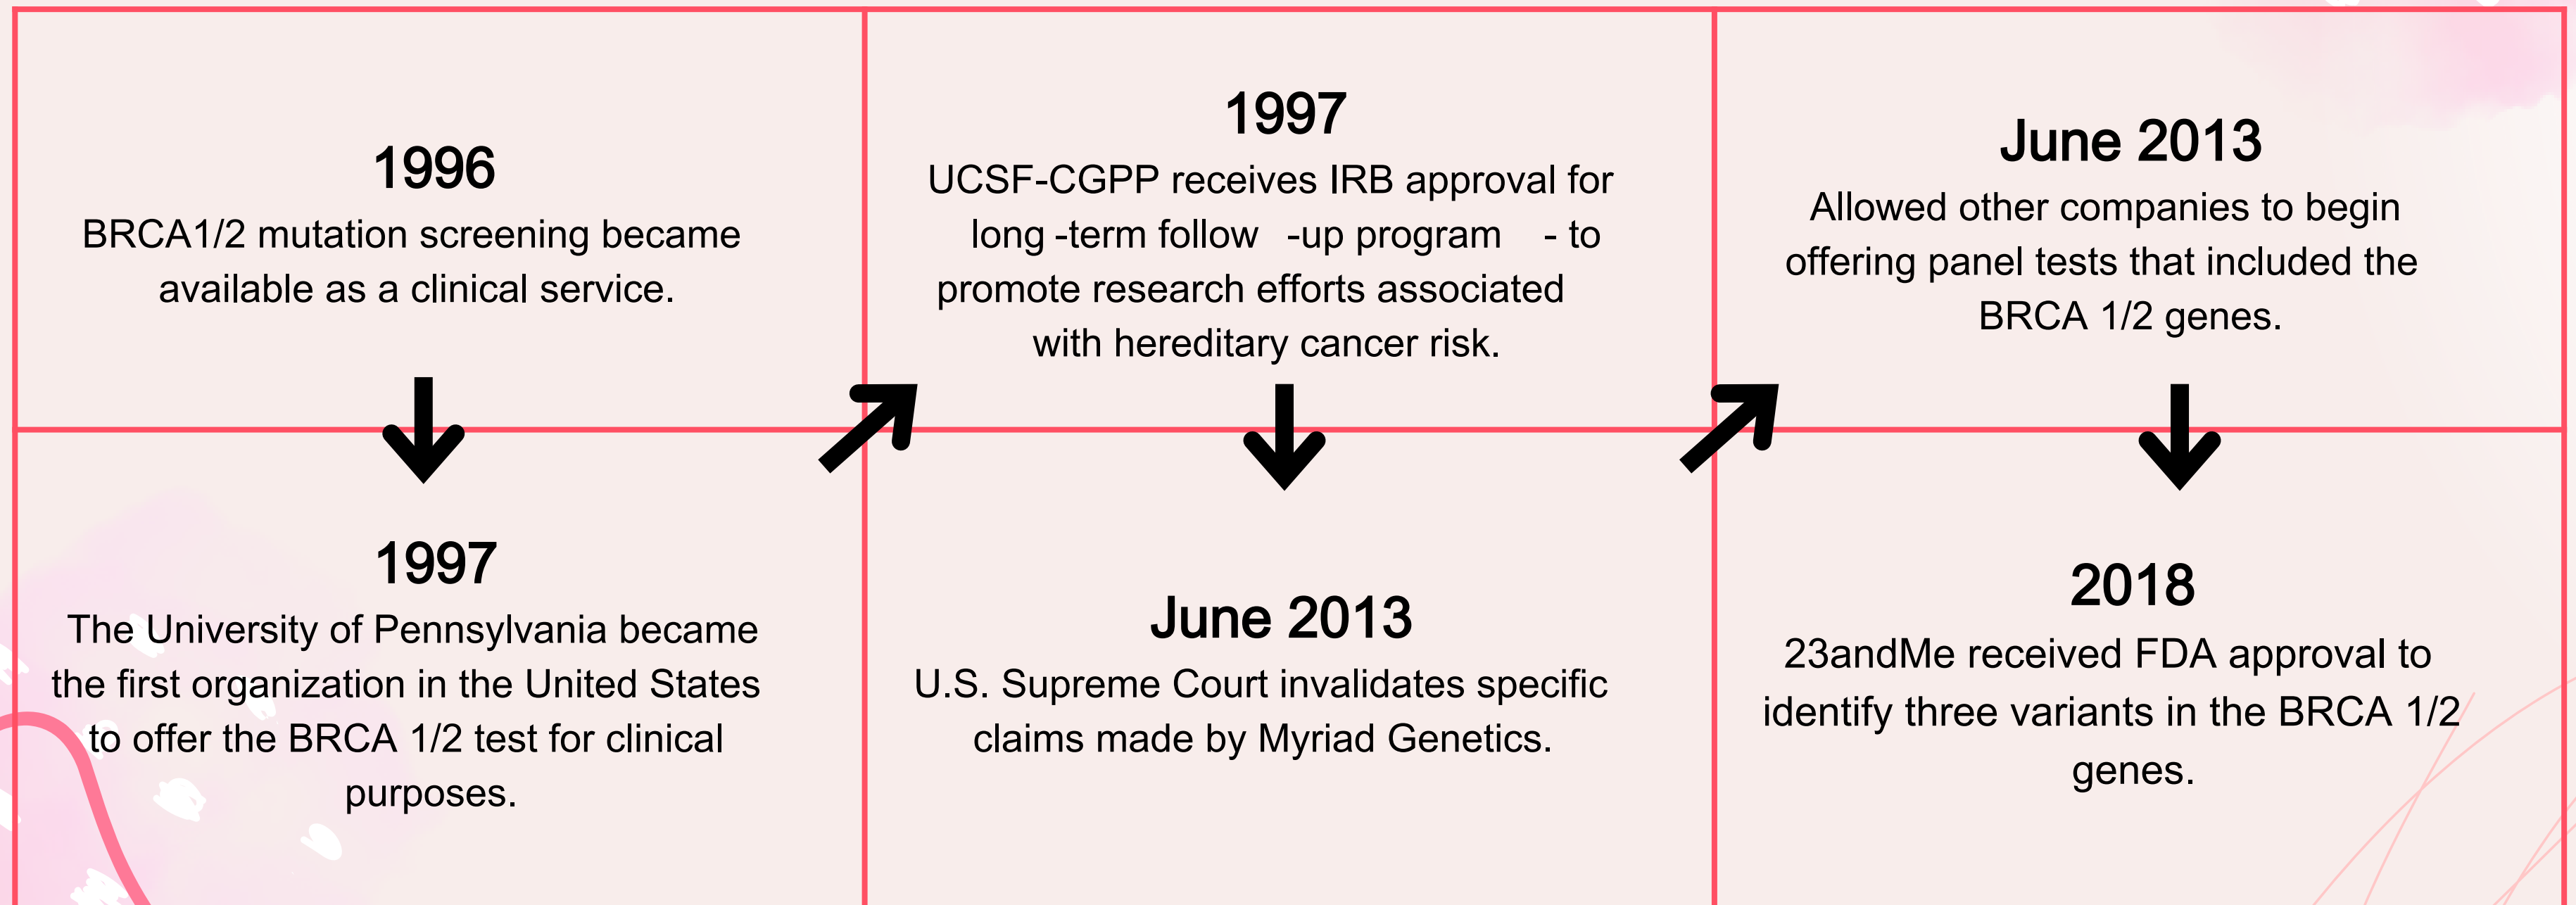 1996
BRCA1/2 mutation screening became
available as a clinical service.
1997
The University of Pennsylvania became
the first organization in the United States
to offer the BRCA 1/2 test for clinical
purposes.
1997
UCSF-CGPP receives IRB approval for
long -term follow -up program - to
promote research efforts associated
with hereditary cancer risk.
June 2013
U.S. Supreme Court invalidates specific
claims made by Myriad Genetics.
June 2013
Allowed other companies to begin
offering panel tests that included the
BRCA 1/2 genes.
2018
23andMe received FDA approval to
identify three variants in the BRCA 1/2
genes.